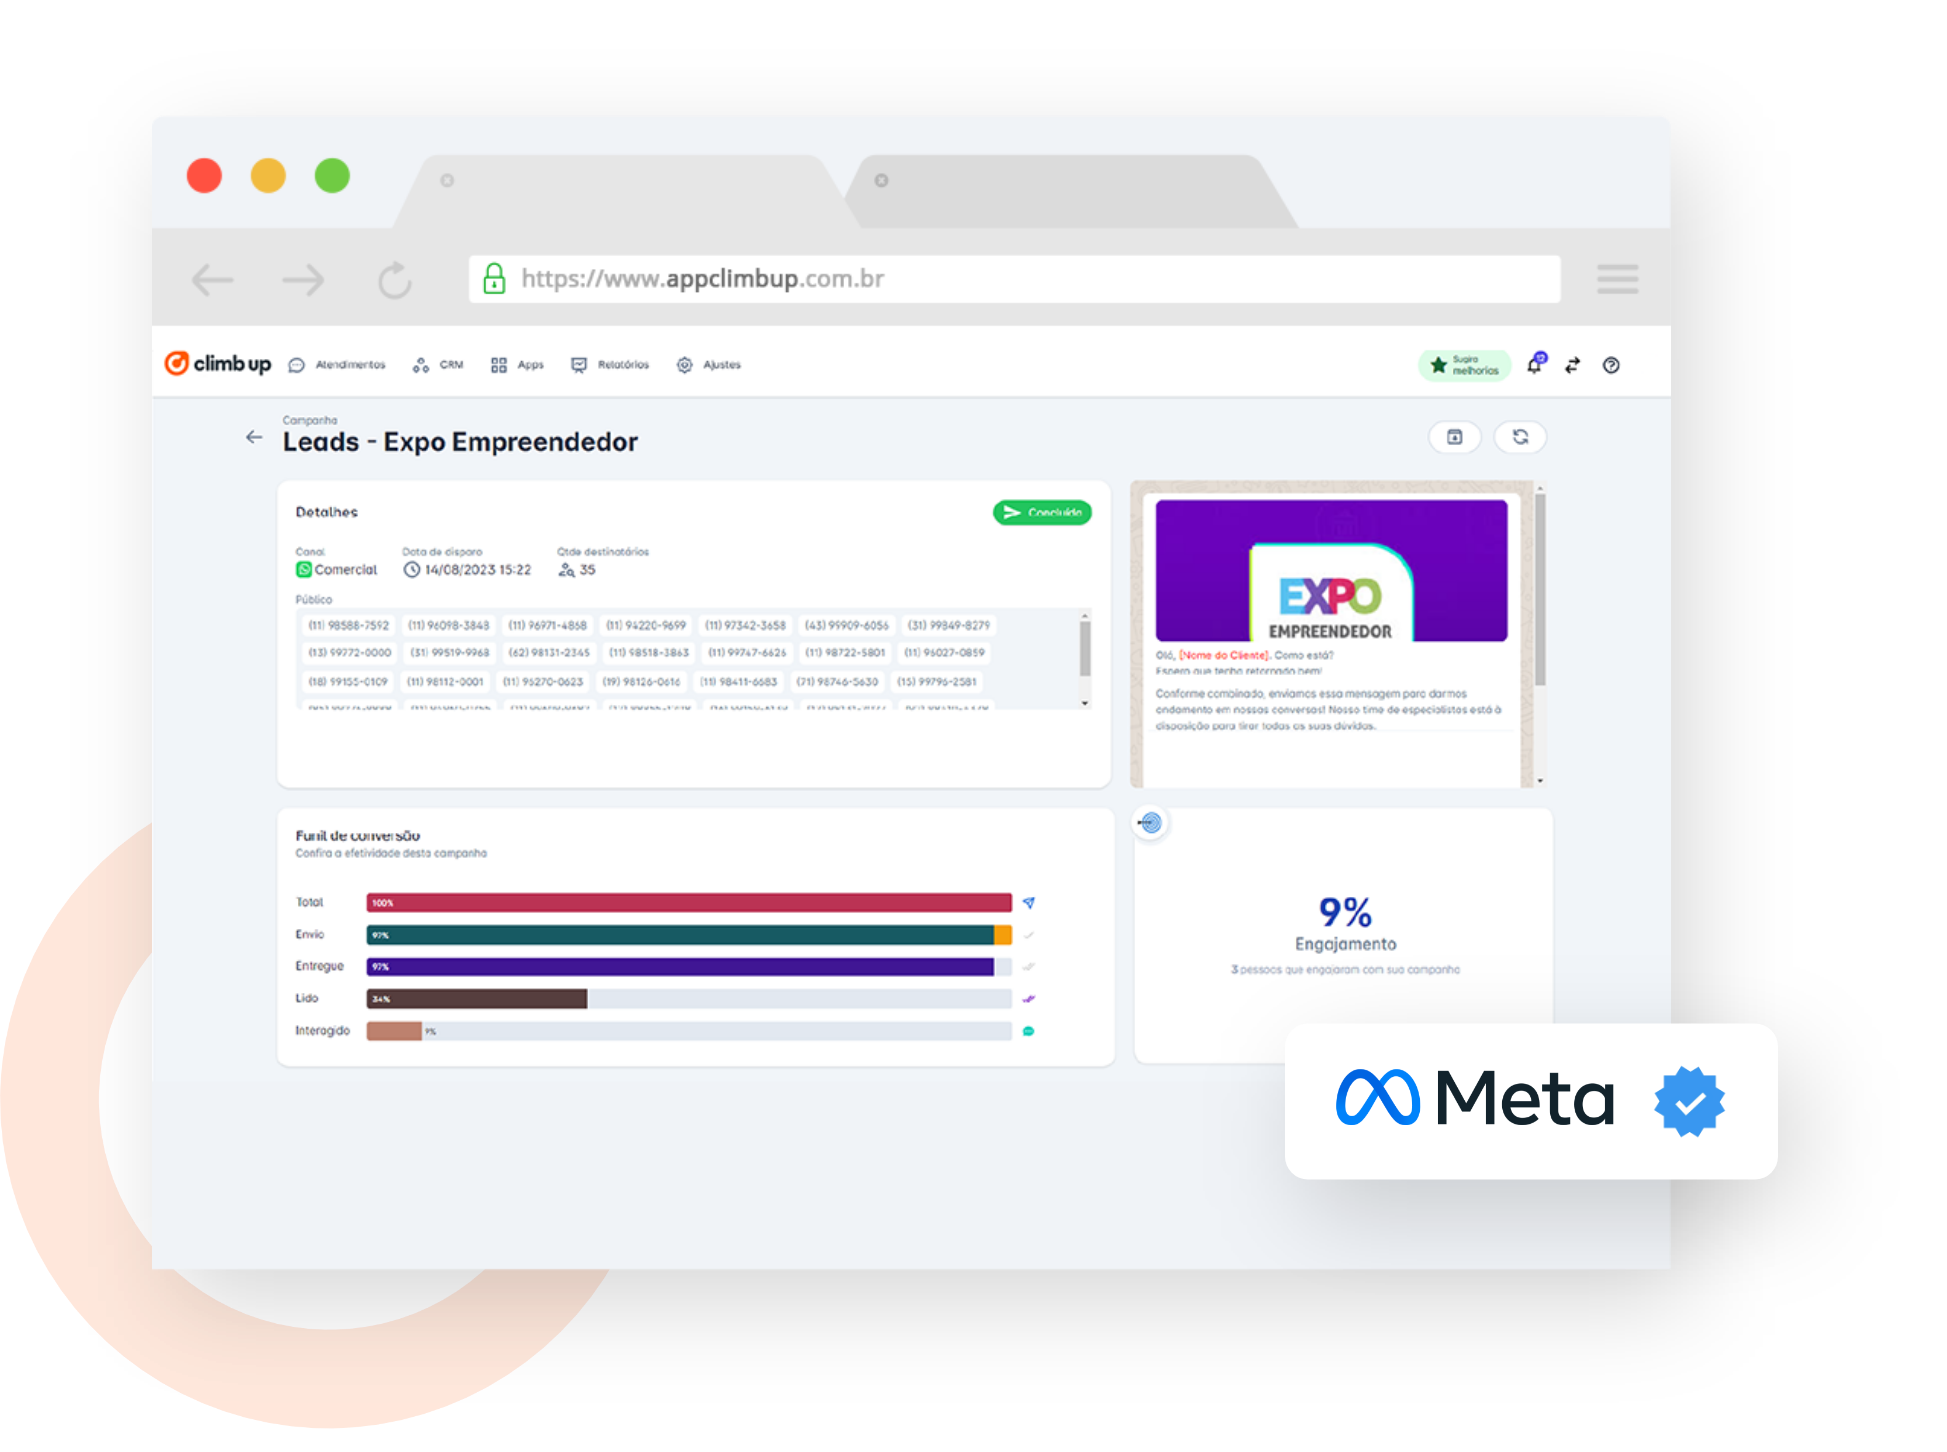 https://www.appclimbup.com.br
climb up
Atendimentos
CRM
Apps
Relatórios
Ajustes
Sugira
melhorias
12
Campanha
Leads - Expo Empreendedor
Detalhes
Concluído
Canal
Data de disparo
Qtde destinatários
Comercial
14/08/2023 15:22
35
Público
(11) 98588-7592 (11) 96098-3848 (11) 96971-4868 (11) 94220-9699 (11) 97342-3658 (43) 99909-6056 (31) 99849-8279
(13) 99772-0000 (31) 99519-9968 (62) 98131-2345 (11) 98518-3863 (11) 99747-6626 (11) 98722-5801 (11) 96027-0859
(18) 99155-0109 (11) 98112-0001 (11) 95270-0623 (19) 98126-0616 (11) 98411-6683 (71) 98746-5630 (15) 99796-2581
EXPO
EMPREENDEDOR
Olá, [Nome do Cliente]. Como está?
Espero que tenha retornado bem!
Conforme combinado, enviamos essa mensagem para darmos
andamento em nossas conversas! Nosso time de especialistas está à
disposição para tirar todas as suas dúvidas.
Funil de conversão
Confira a efetividade desta campanha
Total 100%
Envio 97%
Entregue 97%
Lido 34%
Interagido 9%
9%
Engajamento
3 pessoas que engajaram com sua campanha
Meta